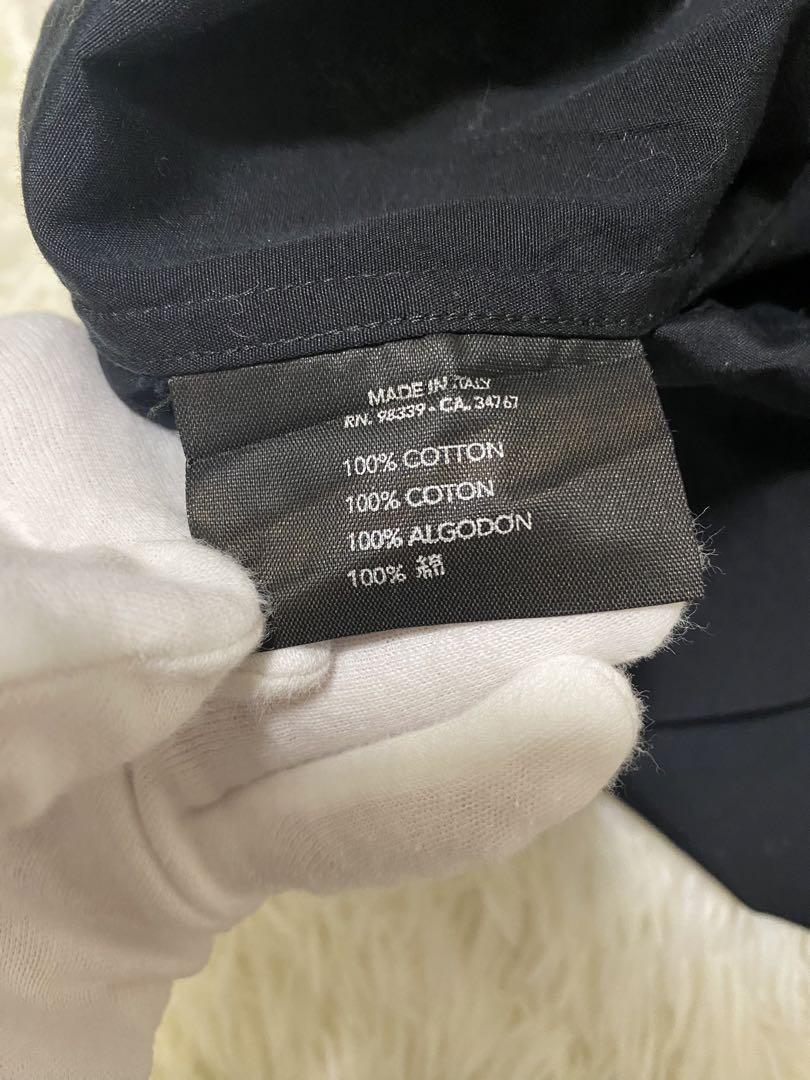 MADE IN ITALY
RN. 98339 - CA. 34767
100% COTTON
100% COTON
100% ALGODON
100% 綿